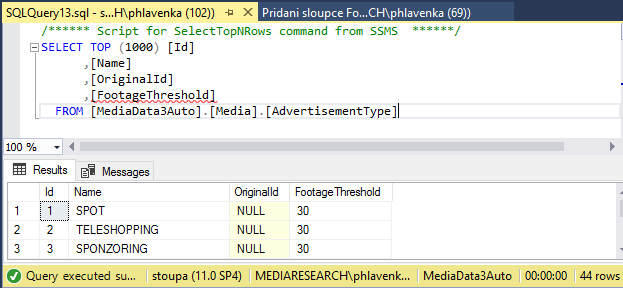 SQLQuery13.sql - s...H\phlavenka (102))
Pridani sloupce Fo...CH\phlavenka (69))
/****** Script for SelectTopNRows command from SSMS  ******/
SELECT TOP (1000) [Id]
,[Name]
,[OriginalId]
,[FootageThreshold]
FROM [MediaData3Auto].[Media].[AdvertisementType]
100 %
Results Messages
Id Name OriginalId FootageThreshold
1 1 SPOT NULL 30
2 2 TELESHOPPING NULL 30
3 3 SPONZORING NULL 30
Query executed su... stoupa (11.0 SP4) MEDIARESEARCH\phlavenk... MediaData3Auto 00:00:00 44 rows